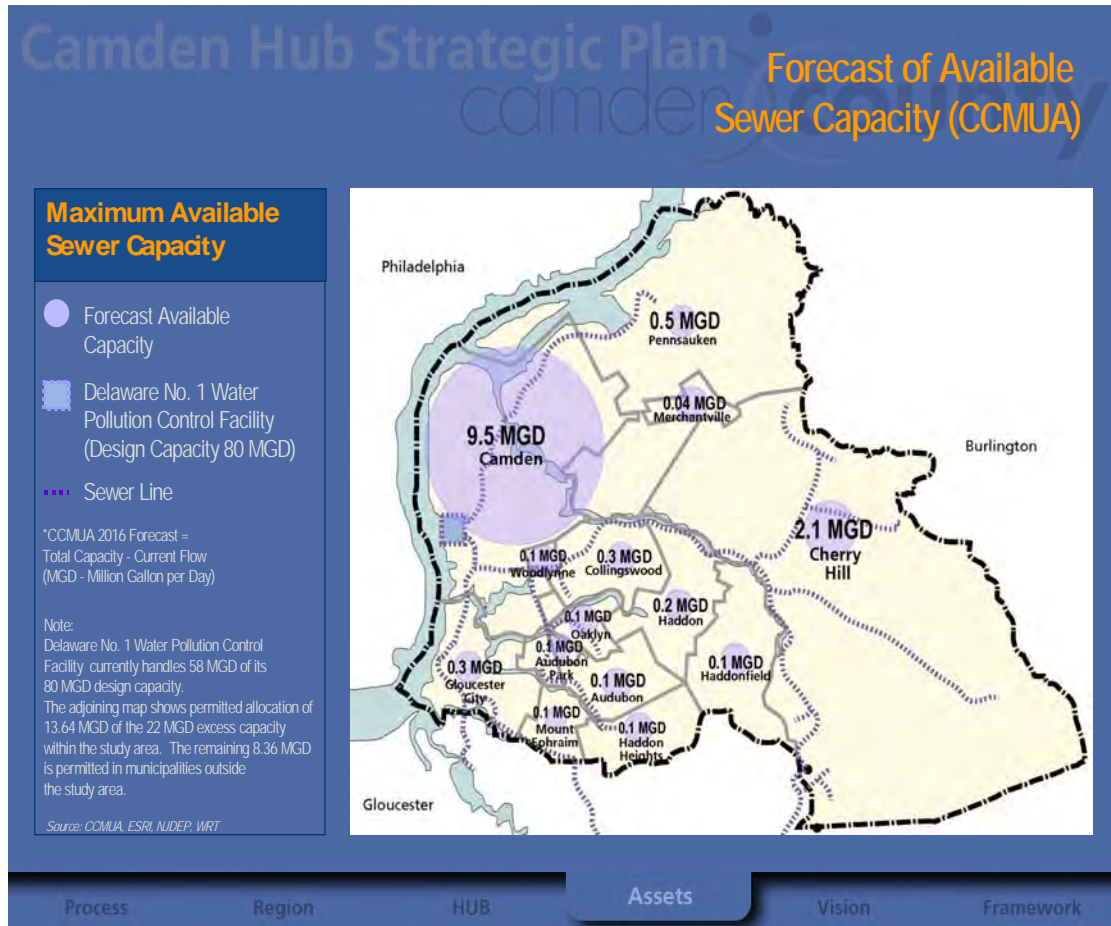 Camden Hub Strategic Plan
camden county
Forecast of Available
Sewer Capacity (CCMUA)
Maximum Available
Sewer Capacity
Forecast Available
Capacity
Delaware No. 1 Water
Pollution Control Facility
(Design Capacity 80 MGD)
Sewer Line
*CCMUA 2016 Forecast =
Total Capacity - Current Flow
(MGD - Million Gallon per Day)
Note:
Delaware No. 1 Water Pollution Control
Facility currently handles 58 MGD of its
80 MGD design capacity.
The adjoining map shows permitted allocation of
13.64 MGD of the 22 MGD excess capacity
within the study area. The remaining 8.36 MGD
is permitted in municipalities outside
the study area.
Source: CCMUA, ESRI, NJDEP, WRT
Philadelphia
0.5 MGD
Pennsauken
0.04 MGD
Merchantville
9.5 MGD
Camden
Burlington
2.1 MGD
Cherry
Hill
0.1 MGD
Woodlynne
0.3 MGD
Collingswood
0.2 MGD
Haddon
0.1 MGD
Oaklyn
0.1 MGD
Audubon
Park
0.3 MGD
Gloucester
City
0.1 MGD
Audubon
0.1 MGD
Haddonfield
0.1 MGD
Mount
Ephraim
0.1 MGD
Haddon
Heights
Gloucester
Process
Region
HUB
Assets
Vision
Framework